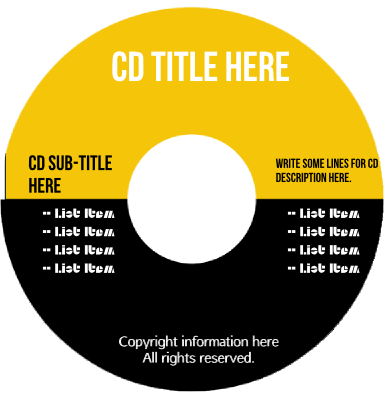 CD TITLE HERE
CD SUB-TITLE
HERE
WRITE SOME LINES FOR CD
DESCRIPTION HERE.
-- List Item
-- List Item
-- List Item
-- List Item
-- List Item
-- List Item
-- List Item
-- List Item
Copyright information here
All rights reserved.